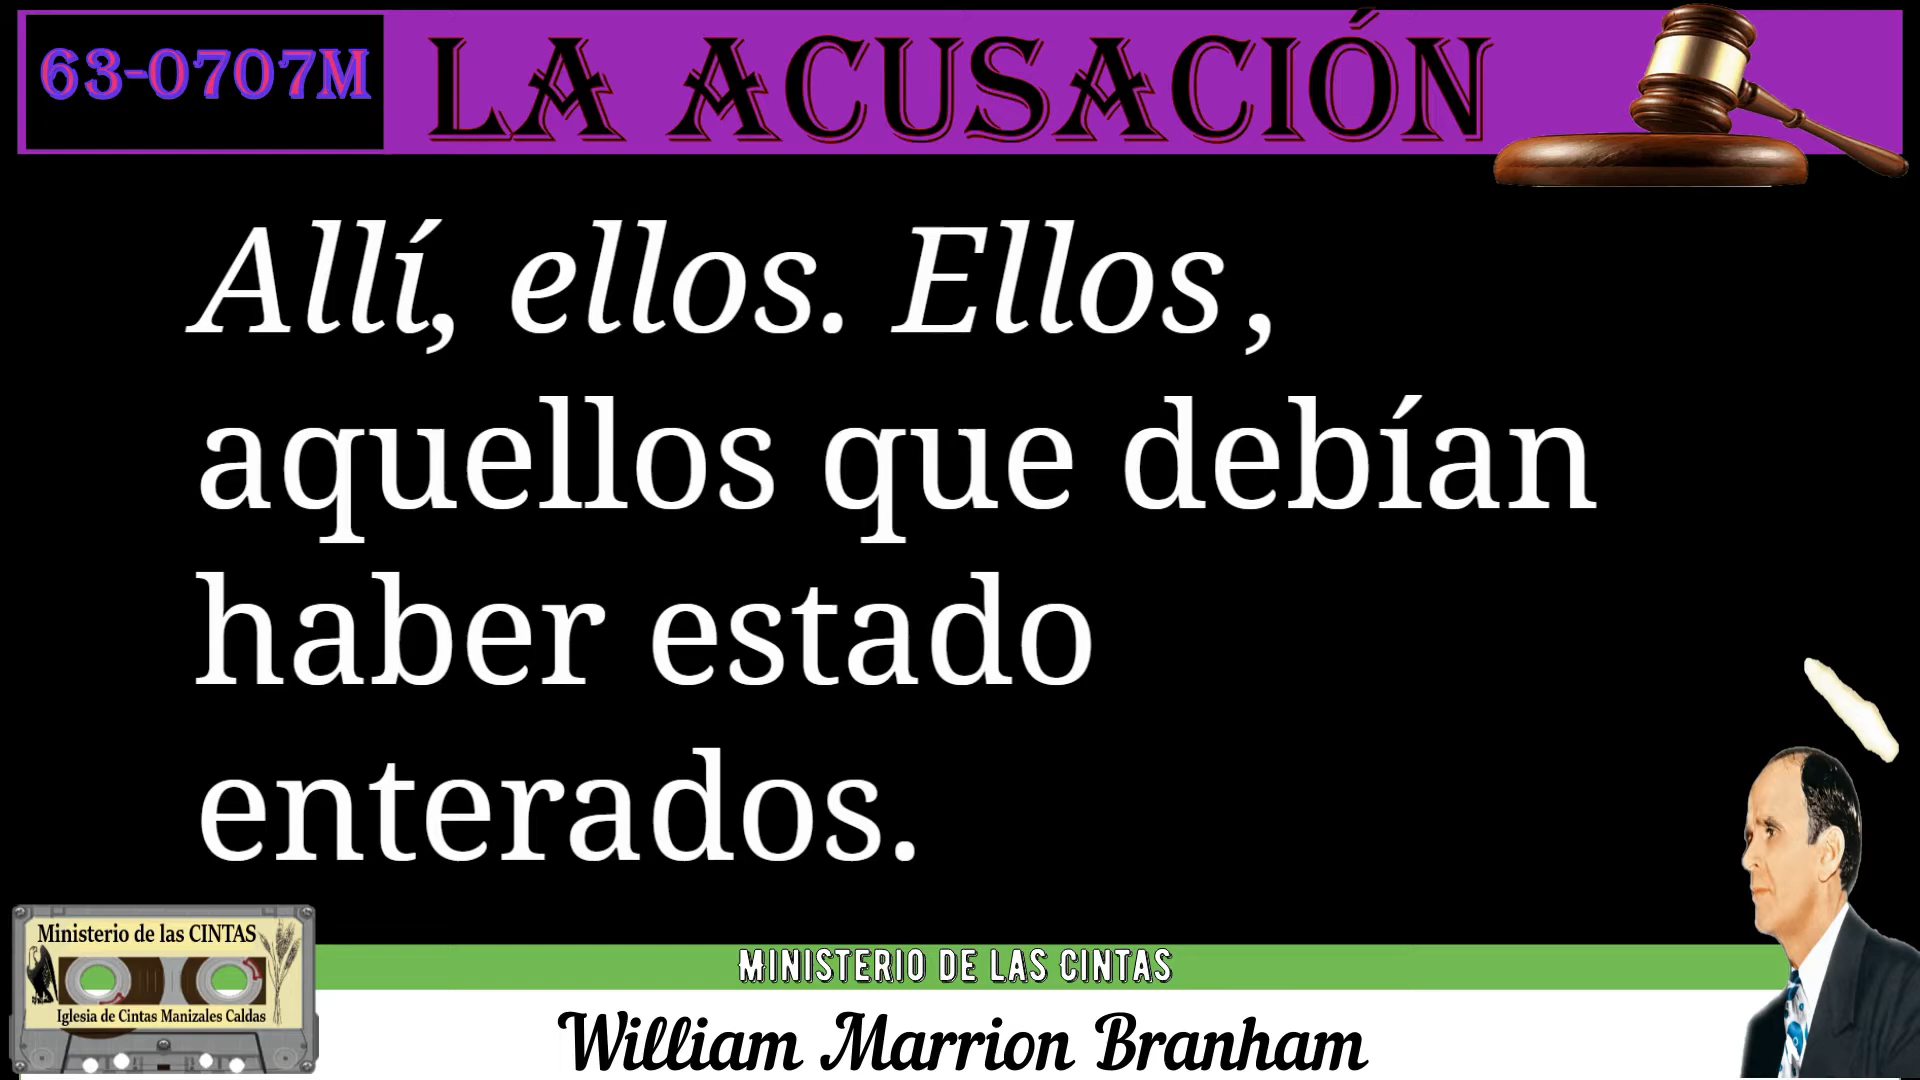 63-0707M
LA ACUSACIÓN
Allí, ellos. Ellos,
aquellos que debían
haber estado
enterados.
Ministerio de las CINTAS
Iglesia de Cintas Manizales Caldas
MINISTERIO DE LAS CINTAS
William Marrion Branham